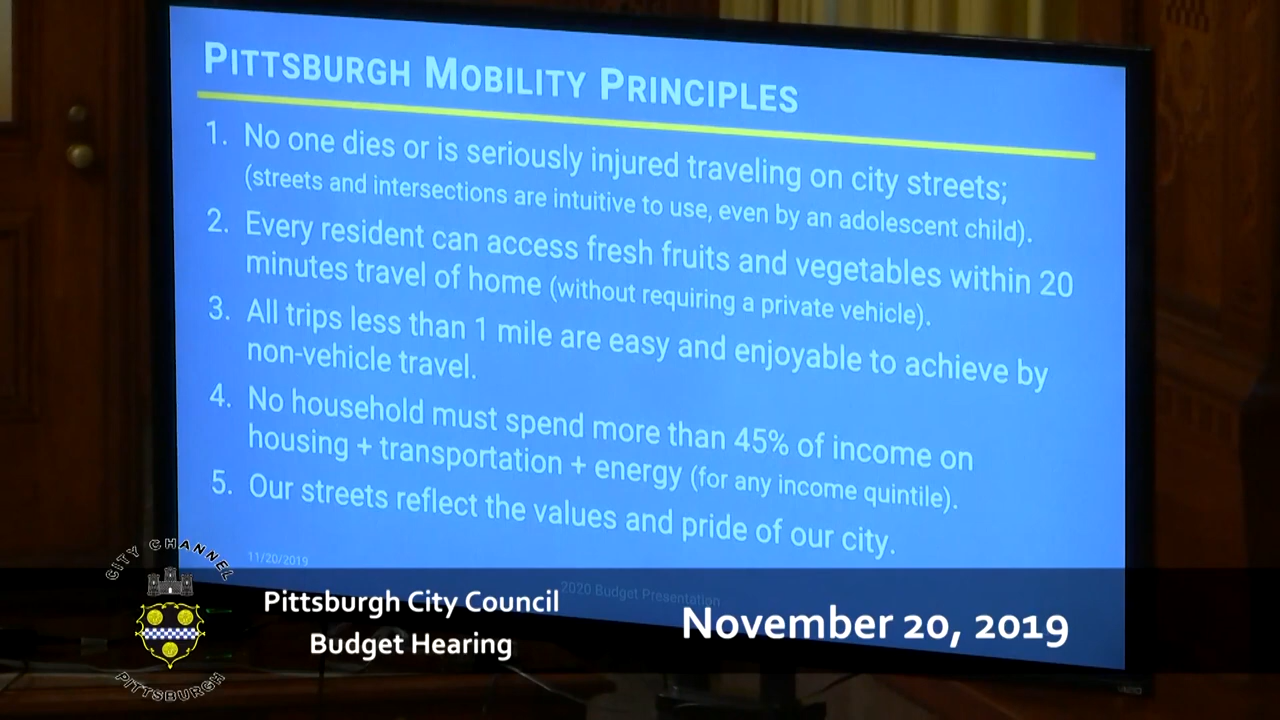 PITTSBURGH MOBILITY PRINCIPLES
1. No one dies or is seriously injured traveling on city streets;
(streets and intersections are intuitive to use, even by an adolescent child).
2. Every resident can access fresh fruits and vegetables within 20
minutes travel of home (without requiring a private vehicle).
3. All trips less than 1 mile are easy and enjoyable to achieve by
non-vehicle travel.
4. No household must spend more than 45% of income on
housing + transportation + energy (for any income quintile).
5. Our streets reflect the values and pride of our city.
11/20/2019
2020 Budget Presentation
CITY CHANNEL
PITTSBURGH
Pittsburgh City Council
Budget Hearing
November 20, 2019